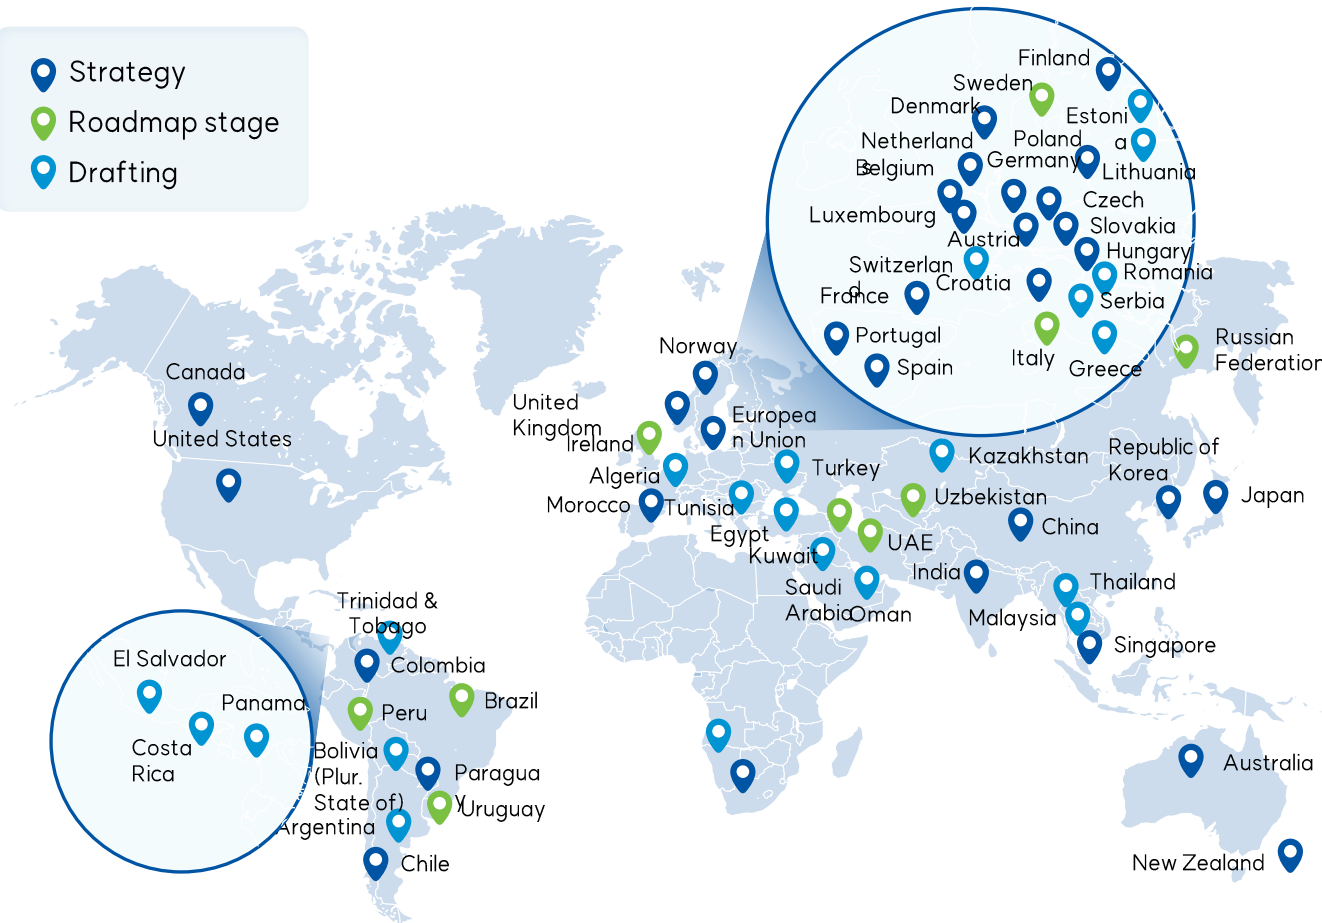 Strategy
Roadmap stage
Drafting
Finland
Sweden
Denmark
Estoni
a
Netherland
s
Poland
Germany
Belgium
Lithuania
Czech
Luxembourg
Slovakia
Austria
Hungary
Switzerlan
d
Romania
Croatia
France
Serbia
Portugal
Italy
Spain
Greece
Russian
Federation
Norway
Canada
United
Kingdom
Europea
n Union
United States
Ireland
Republic of
Korea
Kazakhstan
Algeria
Turkey
Morocco
Tunisia
Uzbekistan
Japan
Egypt
China
Kuwait
UAE
India
Saudi
Arabia
Oman
Thailand
Malaysia
Singapore
Trinidad &
Tobago
El Salvador
Colombia
Panama
Peru
Brazil
Costa
Rica
Bolivia
(Plur.
State of)
Paragua
y
Uruguay
Argentina
Chile
Australia
New Zealand